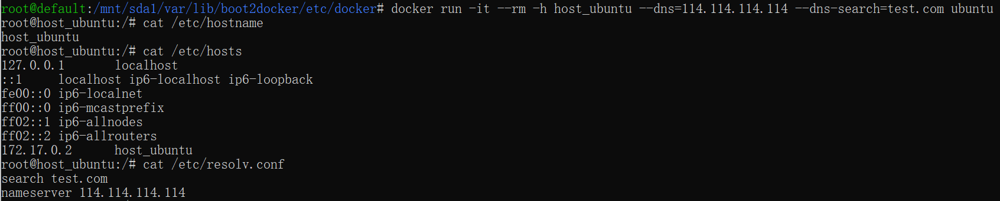 root@default:/mnt/sda1/var/lib/boot2docker/etc/docker# docker run -it --rm -h host_ubuntu --dns=114.114.114.114 --dns-search=test.com ubuntu
root@host_ubuntu:/# cat /etc/hostname
host_ubuntu
root@host_ubuntu:/# cat /etc/hosts
127.0.0.1       localhost
::1     localhost ip6-localhost ip6-loopback
fe00::0 ip6-localnet
ff00::0 ip6-mcastprefix
ff02::1 ip6-allnodes
ff02::2 ip6-allrouters
172.17.0.2      host_ubuntu
root@host_ubuntu:/# cat /etc/resolv.conf
search test.com
nameserver 114.114.114.114